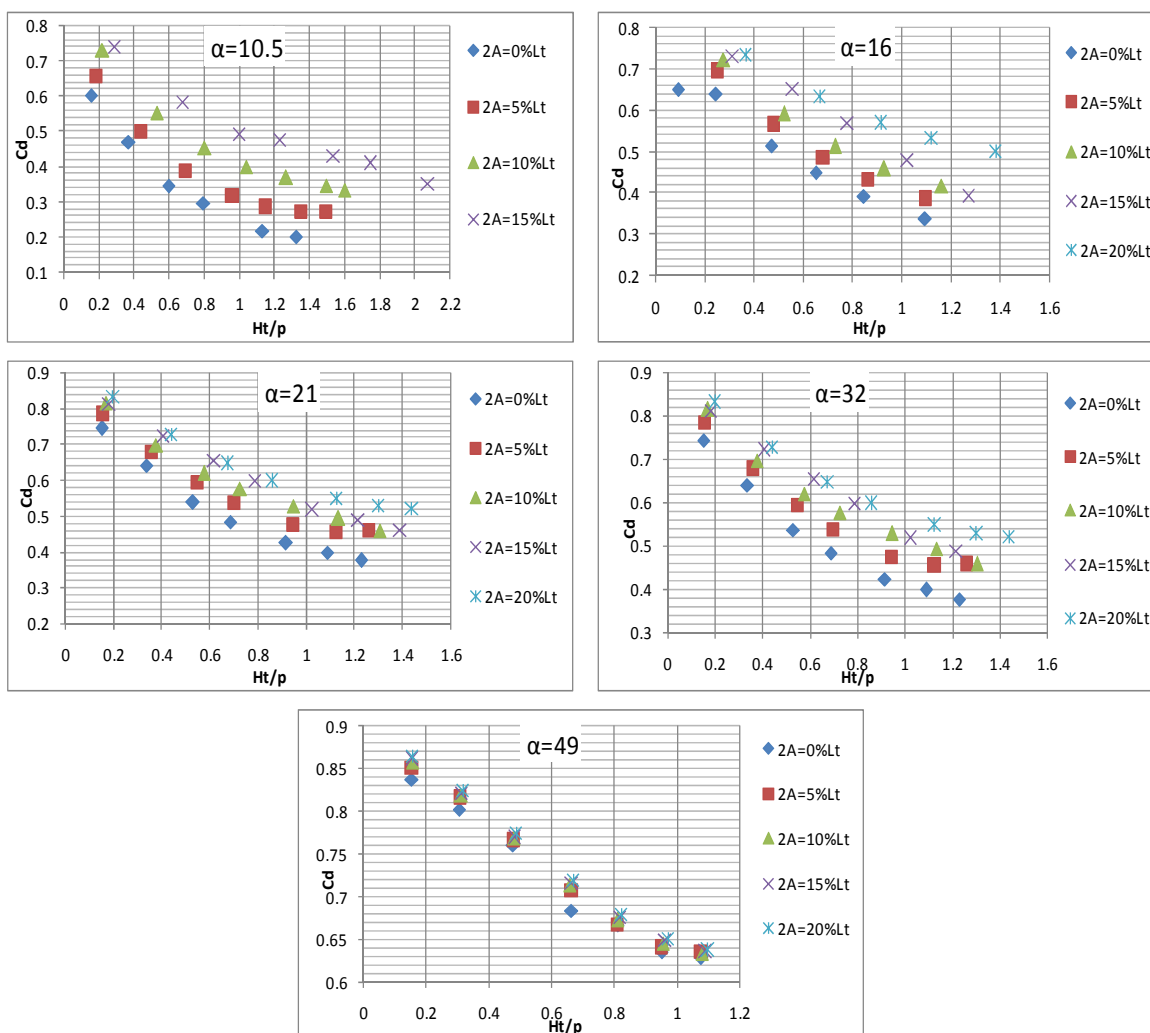 α=10.5
0.8
0.7
0.6
0.5
0.4
0.3
0.2
0.1
Cd
0 0.2 0.4 0.6 0.8 1 1.2 1.4 1.6 1.8 2 2.2
Ht/p
2A=0%Lt
2A=5%Lt
2A=10%Lt
2A=15%Lt
α=16
0.8
0.7
0.6
0.5
0.4
0.3
0.2
Cd
0 0.2 0.4 0.6 0.8 1 1.2 1.4 1.6
Ht/p
2A=0%Lt
2A=5%Lt
2A=10%Lt
2A=15%Lt
2A=20%Lt
α=21
0.9
0.8
0.7
0.6
0.5
0.4
0.3
0.2
Cd
0 0.2 0.4 0.6 0.8 1 1.2 1.4 1.6
Ht/p
2A=0%Lt
2A=5%Lt
2A=10%Lt
2A=15%Lt
2A=20%Lt
α=32
0.9
0.8
0.7
0.6
0.5
0.4
0.3
Cd
0 0.2 0.4 0.6 0.8 1 1.2 1.4 1.6
Ht/p
2A=0%Lt
2A=5%Lt
2A=10%Lt
2A=15%Lt
2A=20%Lt
α=49
0.9
0.85
0.8
0.75
0.7
0.65
0.6
Cd
0 0.2 0.4 0.6 0.8 1 1.2
Ht/p
2A=0%Lt
2A=5%Lt
2A=10%Lt
2A=15%Lt
2A=20%Lt